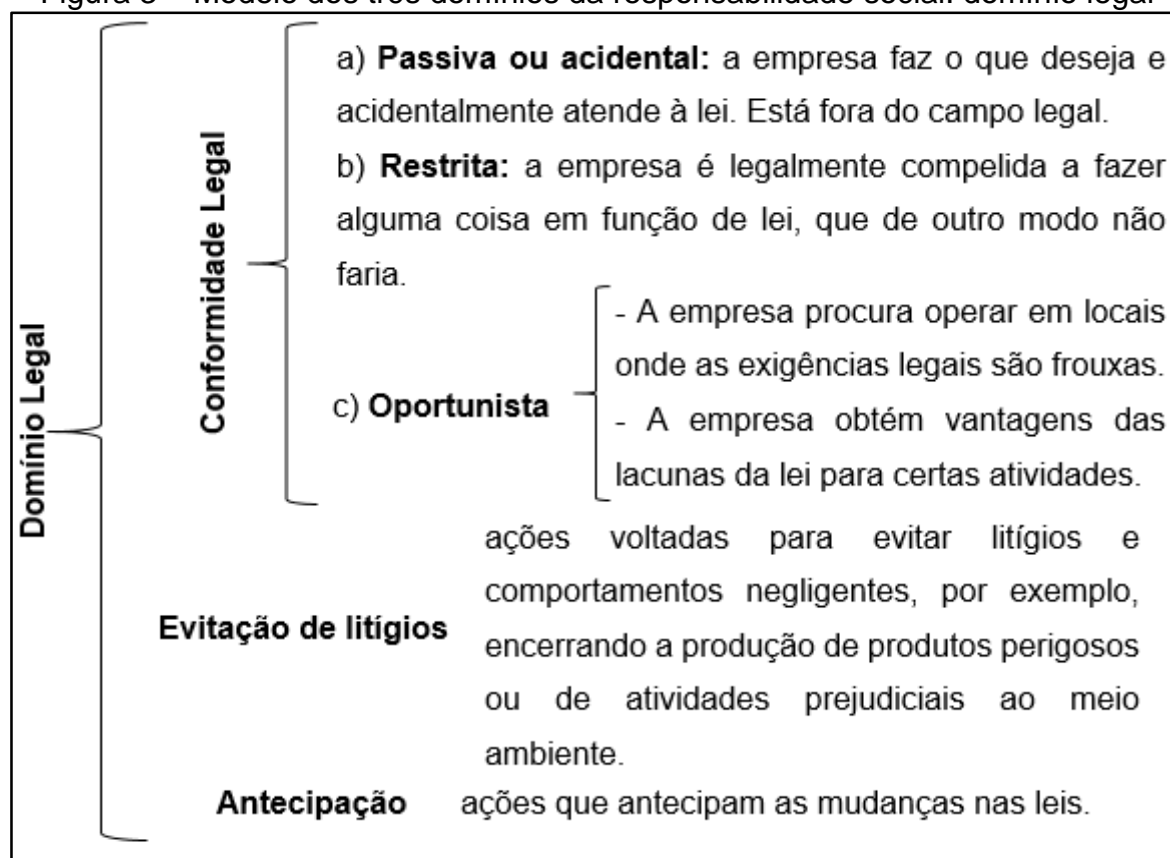 Modelo dos três domínios da responsabilidade social: domínio legal
Domínio Legal
Conformidade Legal
a) Passiva ou acidental: a empresa faz o que deseja e
acidentalmente atende à lei. Está fora do campo legal.
b) Restrita: a empresa é legalmente compelida a fazer
alguma coisa em função de lei, que de outro modo não
faria.
c) Oportunista
- A empresa procura operar em locais
onde as exigências legais são frouxas.
- A empresa obtém vantagens das
lacunas da lei para certas atividades.
Evitação de litígios
ações voltadas para evitar litígios e
comportamentos negligentes, por exemplo,
encerrando a produção de produtos perigosos
ou de atividades prejudiciais ao meio
ambiente.
Antecipação
ações que antecipam as mudanças nas leis.